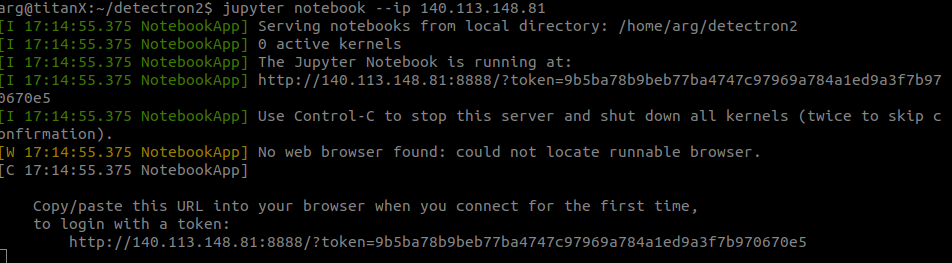 arg@titanX:~/detectron2$ jupyter notebook --ip 140.113.148.81
[I 17:14:55.375 NotebookApp] Serving notebooks from local directory: /home/arg/detectron2
[I 17:14:55.375 NotebookApp] 0 active kernels
[I 17:14:55.375 NotebookApp] The Jupyter Notebook is running at:
[I 17:14:55.375 NotebookApp] http://140.113.148.81:8888/?token=9b5ba78b9beb77ba4747c97969a784a1ed9a3f7b97
0670e5
[I 17:14:55.375 NotebookApp] Use Control-C to stop this server and shut down all kernels (twice to skip c
onfirmation).
[W 17:14:55.375 NotebookApp] No web browser found: could not locate runnable browser.
[C 17:14:55.375 NotebookApp]
Copy/paste this URL into your browser when you connect for the first time,
to login with a token:
http://140.113.148.81:8888/?token=9b5ba78b9beb77ba4747c97969a784a1ed9a3f7b970670e5